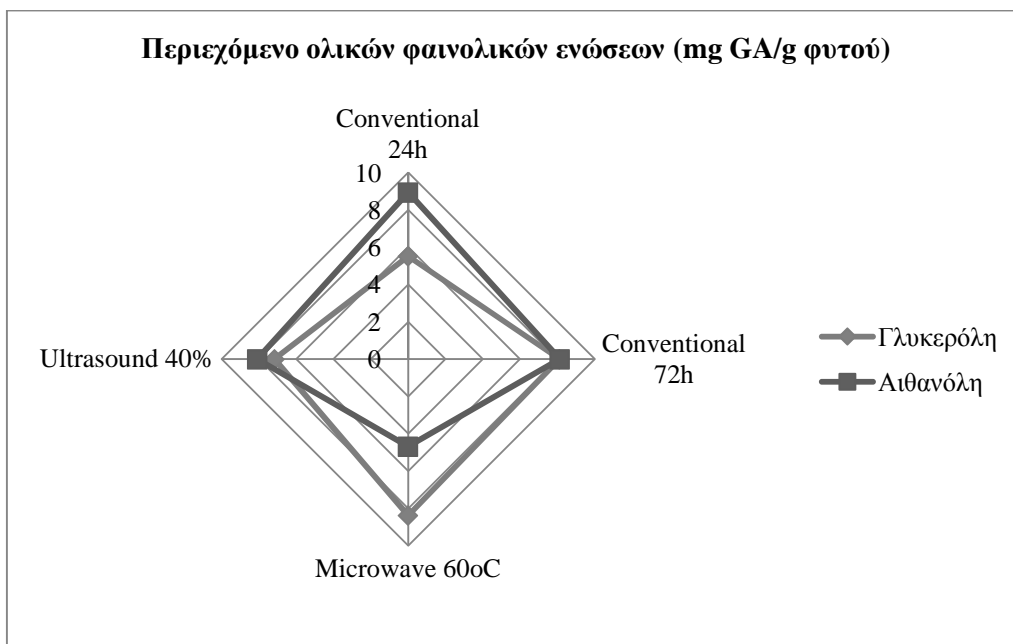 Περιεχόμενο ολικών φαινολικών ενώσεων (mg GA/g φυτού)
Conventional
24h
10
8
6
4
2
0
Ultrasound 40%
Conventional
72h
Microwave 60oC
Γλυκερόλη
Αιθανόλη